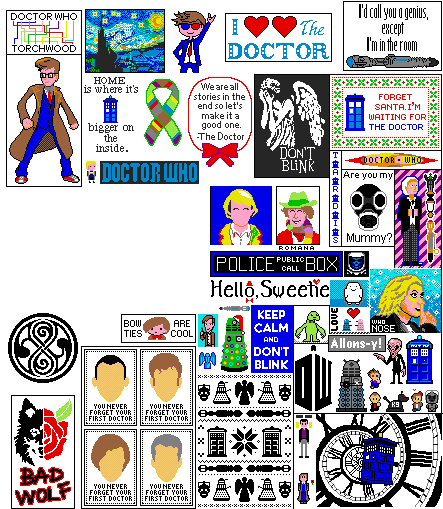 DOCTOR WHO
TORCHWOOD
I The
DOCTOR
I'd call you a genius,
except
I'm in the room
HOME
is where it's
bigger on
the
inside.
We are all
stories in the
end so let's
make it a
good one.
-The Doctor
DON'T
BLINK
FORGET
SANTA.I'M
WAITING FOR
THE DOCTOR
DOCTOR WHO
DOCTOR WHO
TARDIS
Are you my
Mummy?
ROMANA
POLICE PUBLIC CALL BOX
Hello, Sweetie
BOW TIES ARE COOL
KEEP
CALM
AND
DON'T
BLINK
LOVE
WHO
NOSE
Allons-y!
K9
YOU NEVER
FORGET YOUR
FIRST DOCTOR
YOU NEVER
FORGET YOUR
FIRST DOCTOR
BAD
WOLF
YOU NEVER
FORGET YOUR
FIRST DOCTOR
YOU NEVER
FORGET YOUR
FIRST DOCTOR